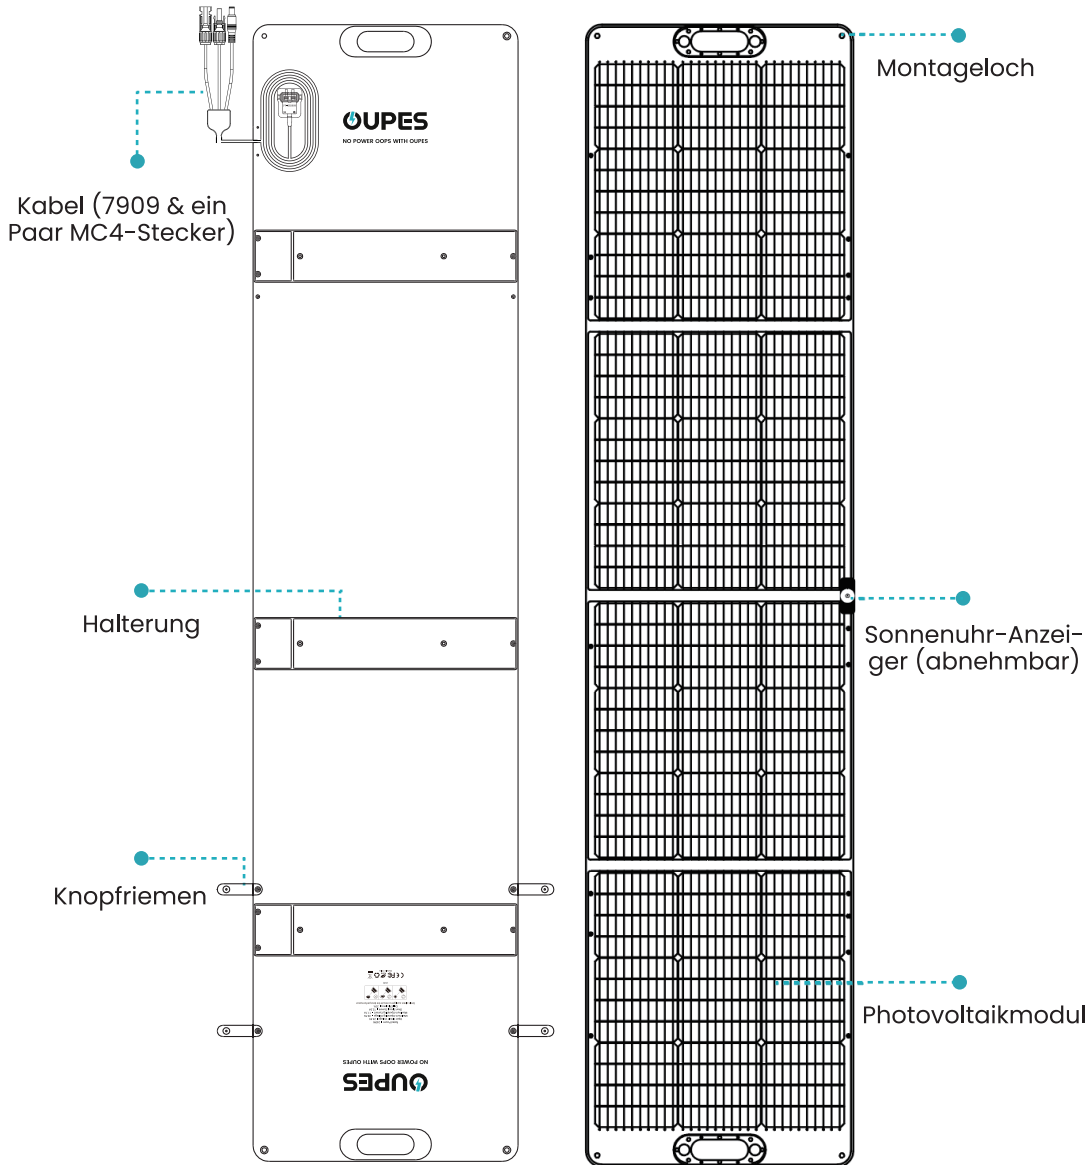 Montageloch
OUPES
NO POWER OOPS WITH OUPES
Kabel (7909 & ein
Paar MC4-Stecker)
Halterung
Sonnenuhr-Anzei-
ger (abnehmbar)
Knopfriemen
Photovoltaikmodul
NO POWER OOPS WITH OUPES
OUPES